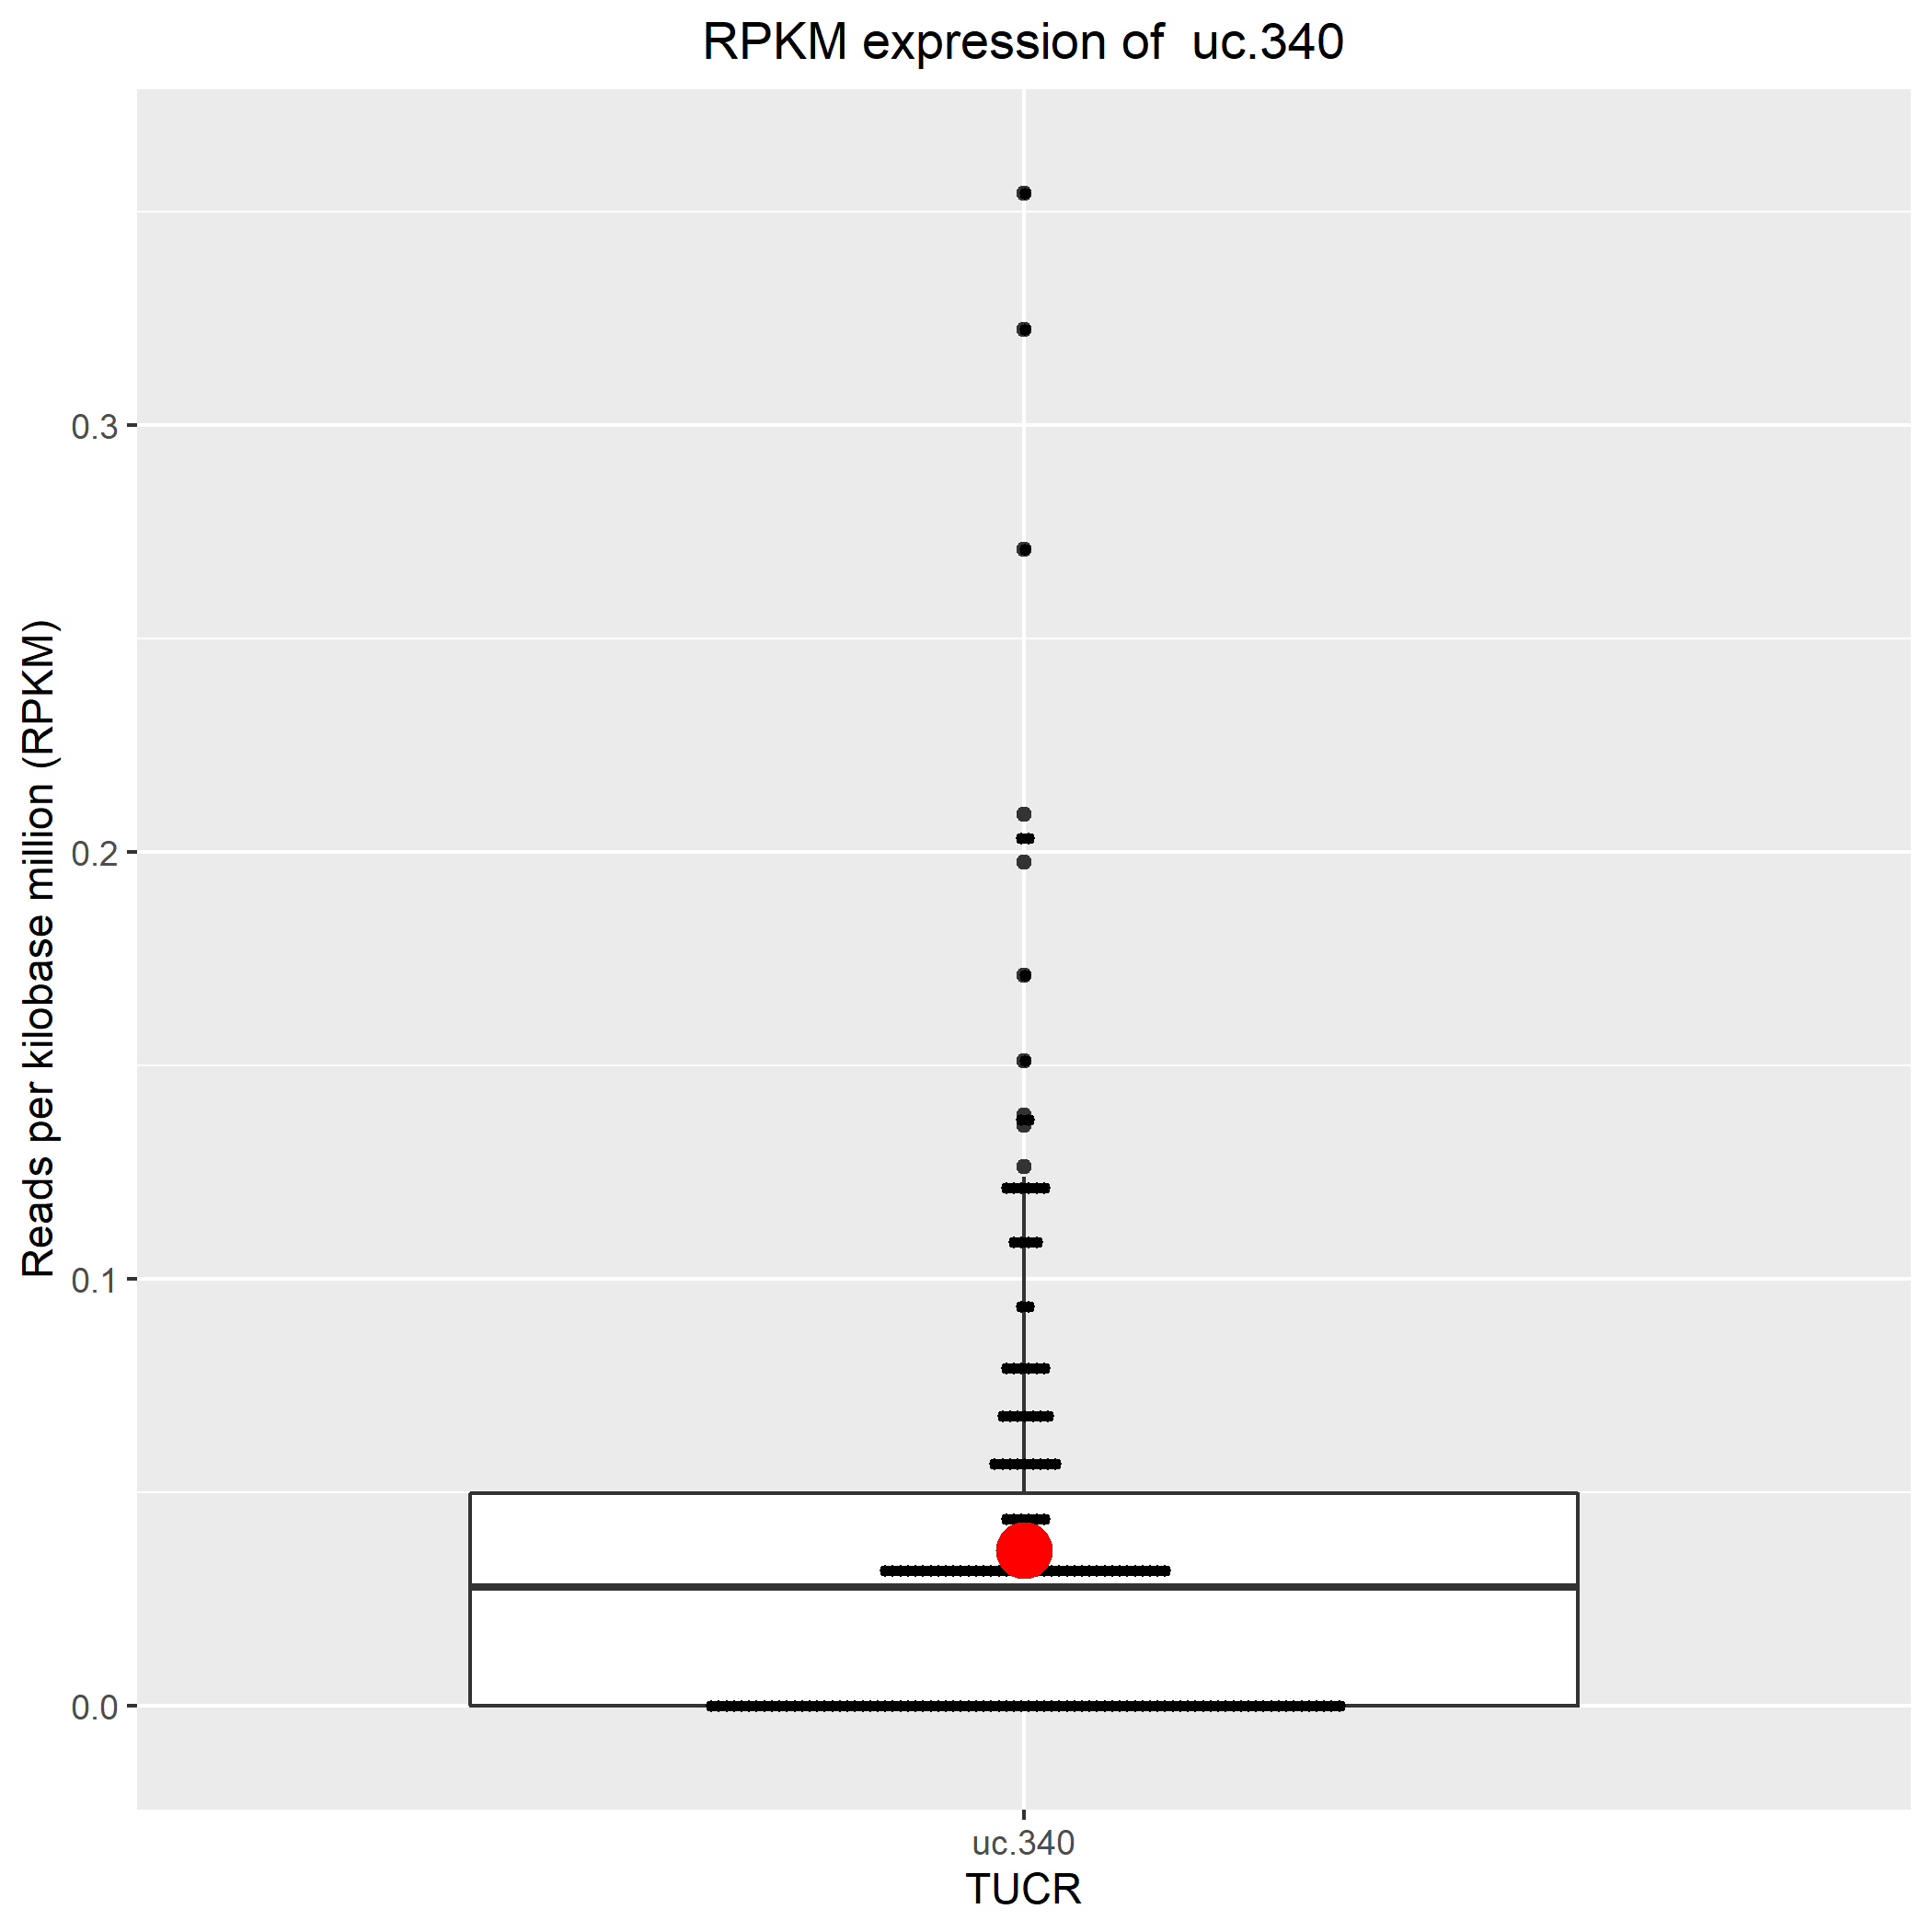 RPKM expression of  uc.340
Reads per kilobase million (RPKM)
0.3
0.2
0.1
0.0
uc.340
TUCR